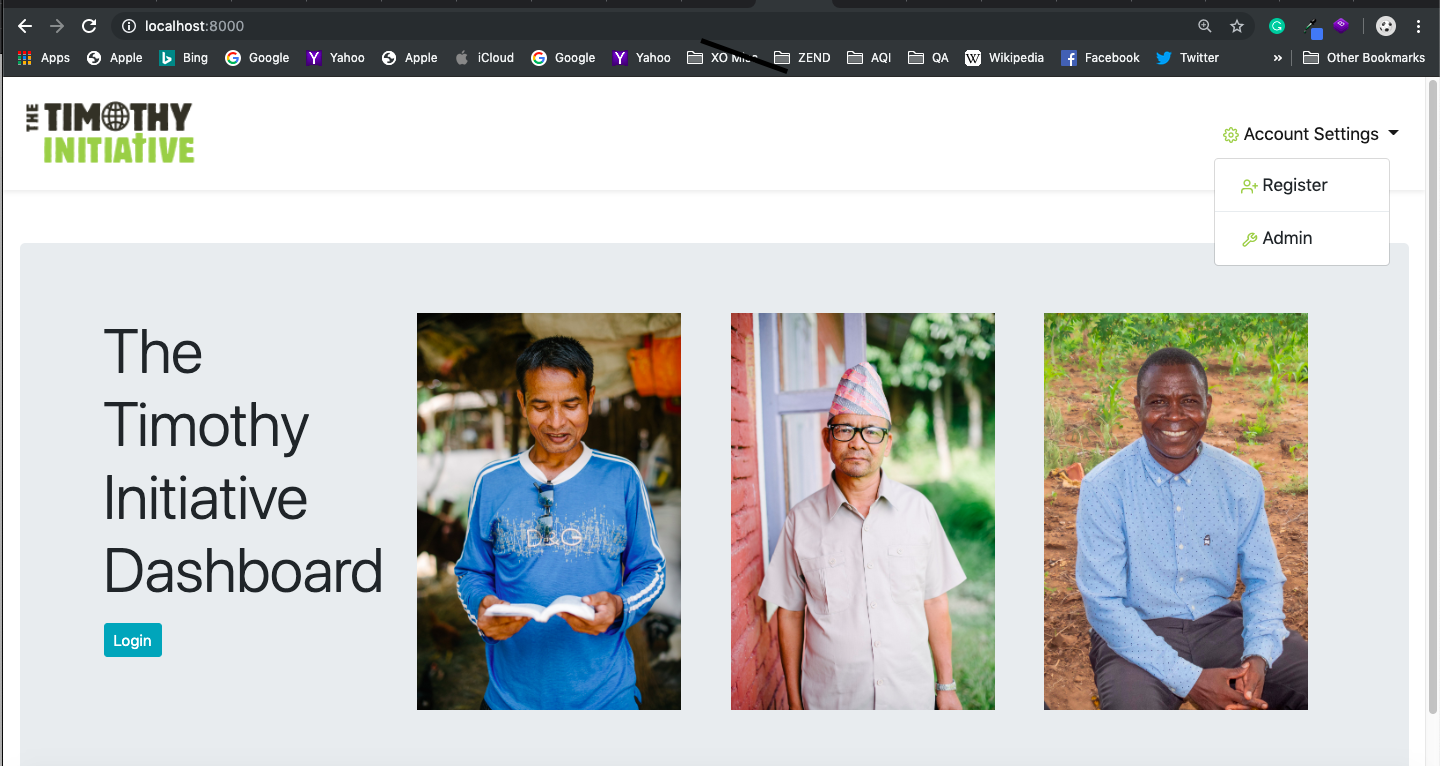 localhost:8000
Apps Apple Bing Google Yahoo Apple iCloud Google Yahoo XO ZEND AQI QA Wikipedia Facebook Twitter » Other Bookmarks
THE TIMOTHY
INITIATIVE
Account Settings
Register
Admin
The
Timothy
Initiative
Dashboard
Login